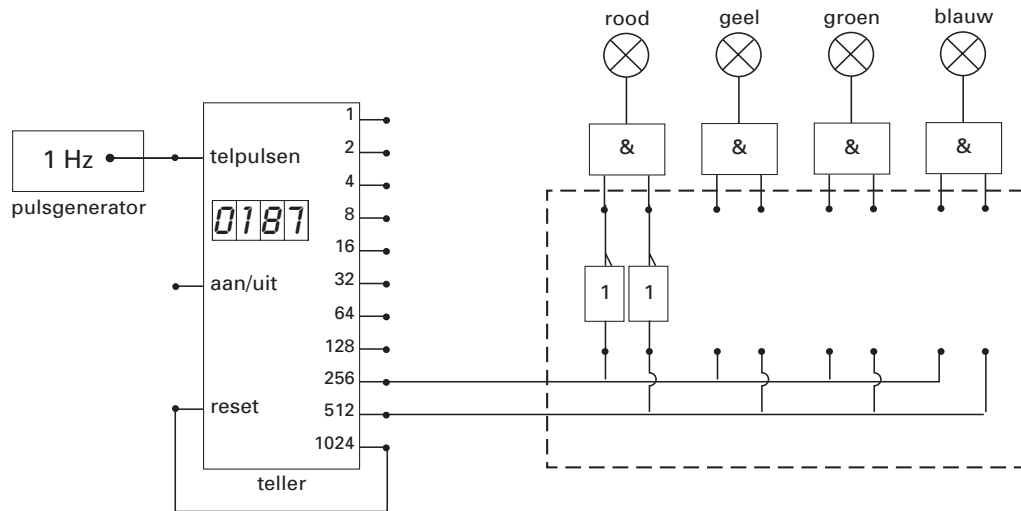 rood geel groen blauw
1 Hz
pulsgenerator
telpulsen
0187
aan/uit
reset
1
2
4
8
16
32
64
128
256
512
1024
teller
& & & &
1 1